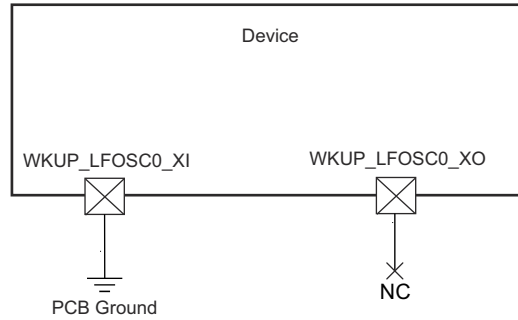 Device
WKUP_LFOSC0_XI
WKUP_LFOSC0_XO
PCB Ground
NC